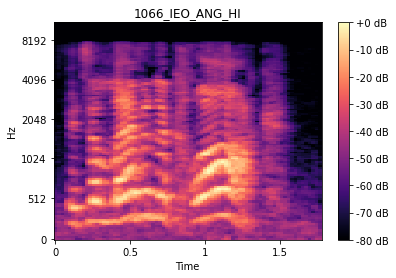 1066_IEO_ANG_HI
+0 dB
8192
-10 dB
4096
-20 dB
-30 dB
2048
Hz
-40 dB
1024
-50 dB
512
-60 dB
-70 dB
0
-80 dB
0 0.5 1 1.5
Time